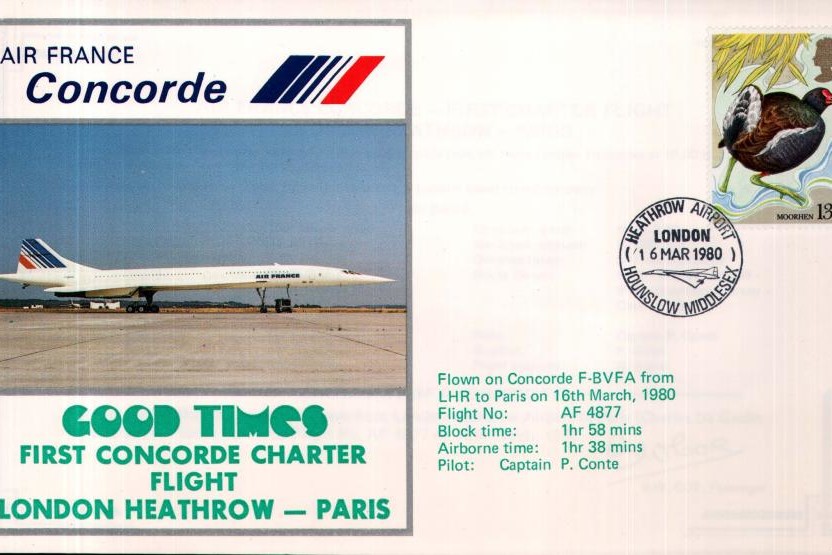 AIR FRANCE
Concorde
AIR FRANCE
GOOD TIMES
FIRST CONCORDE CHARTER
FLIGHT
LONDON HEATHROW — PARIS
MOORHEN 13
HEATHROW AIRPORT
LONDON
16 MAR 1980
HOUNSLOW MIDDLESEX
Flown on Concorde F-BVFA from
LHR to Paris on 16th March, 1980
Flight No: AF 4877
Block time: 1hr 58 mins
Airborne time: 1hr 38 mins
Pilot: Captain P. Conte